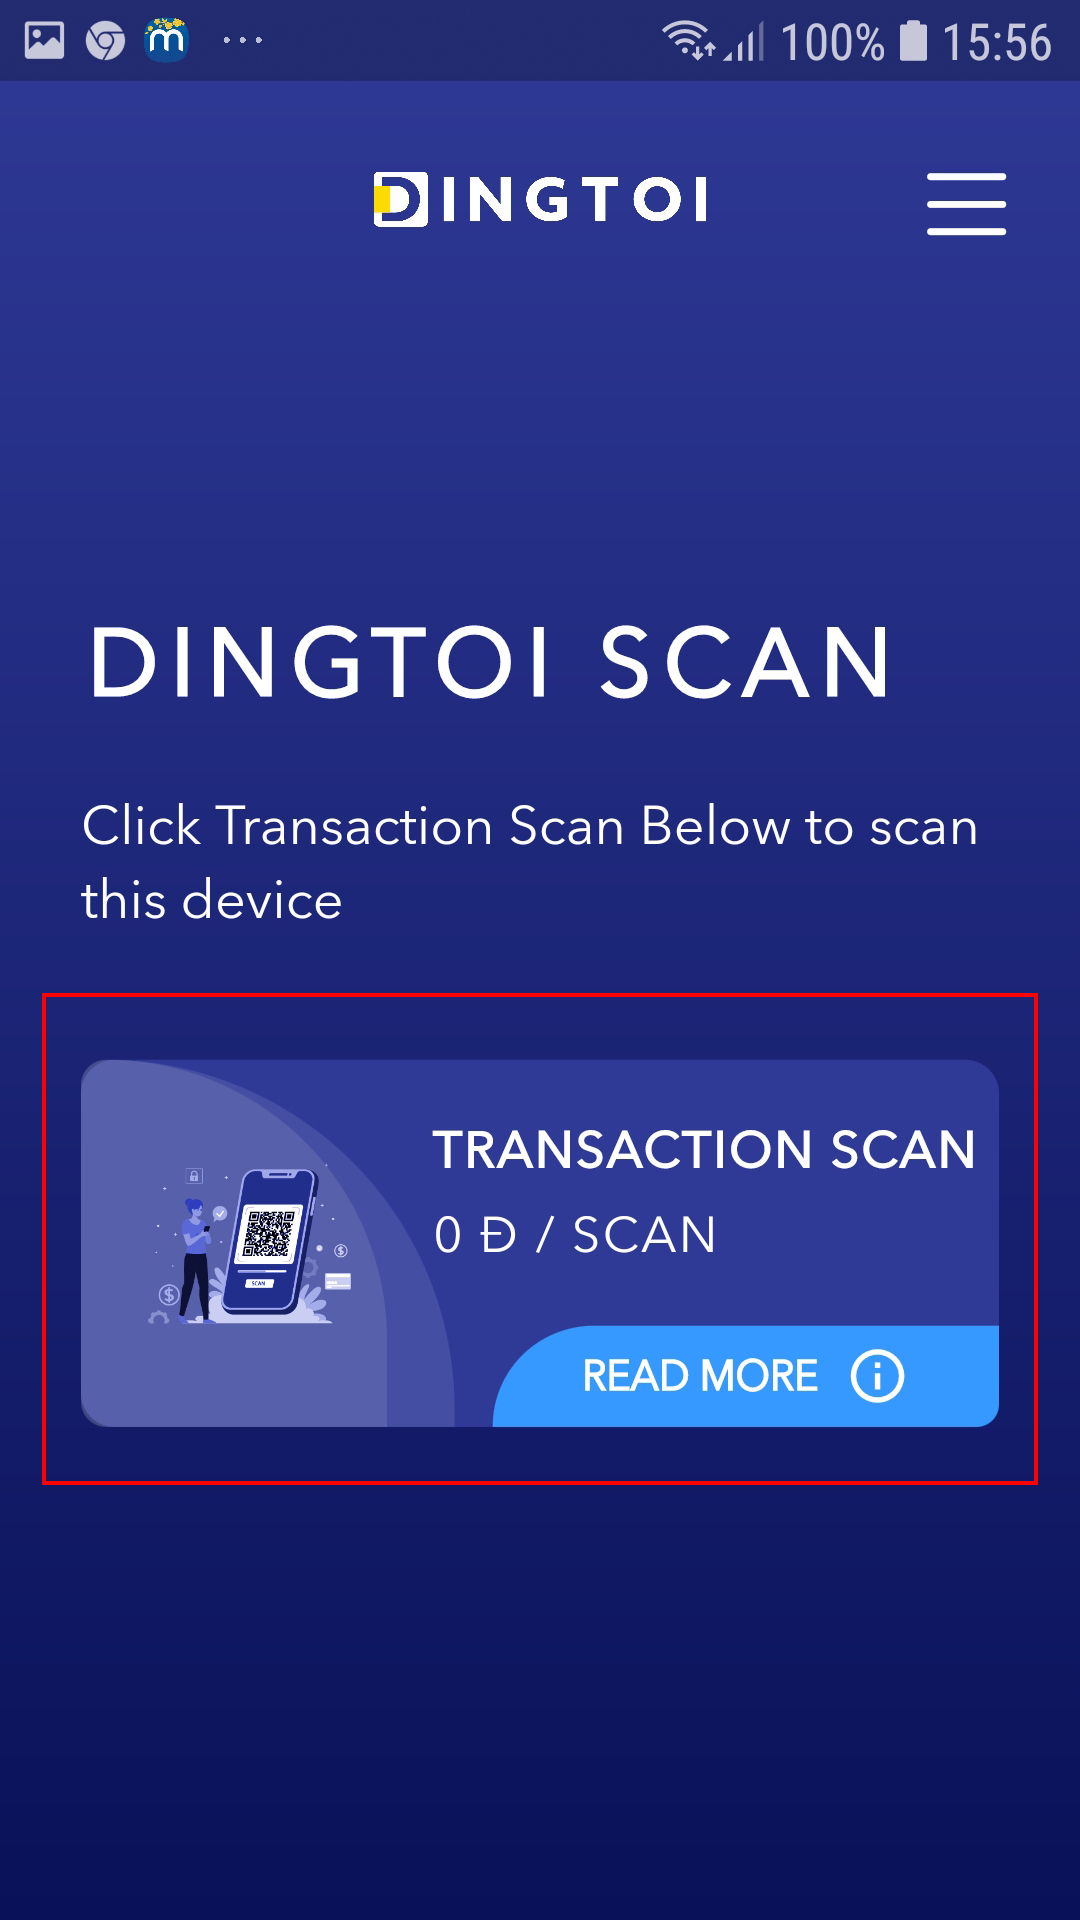 100% 15:56
DINGTOI
DINGTOI SCAN
Click Transaction Scan Below to scan
this device
TRANSACTION SCAN
0 Đ / SCAN
SCAN
READ MORE